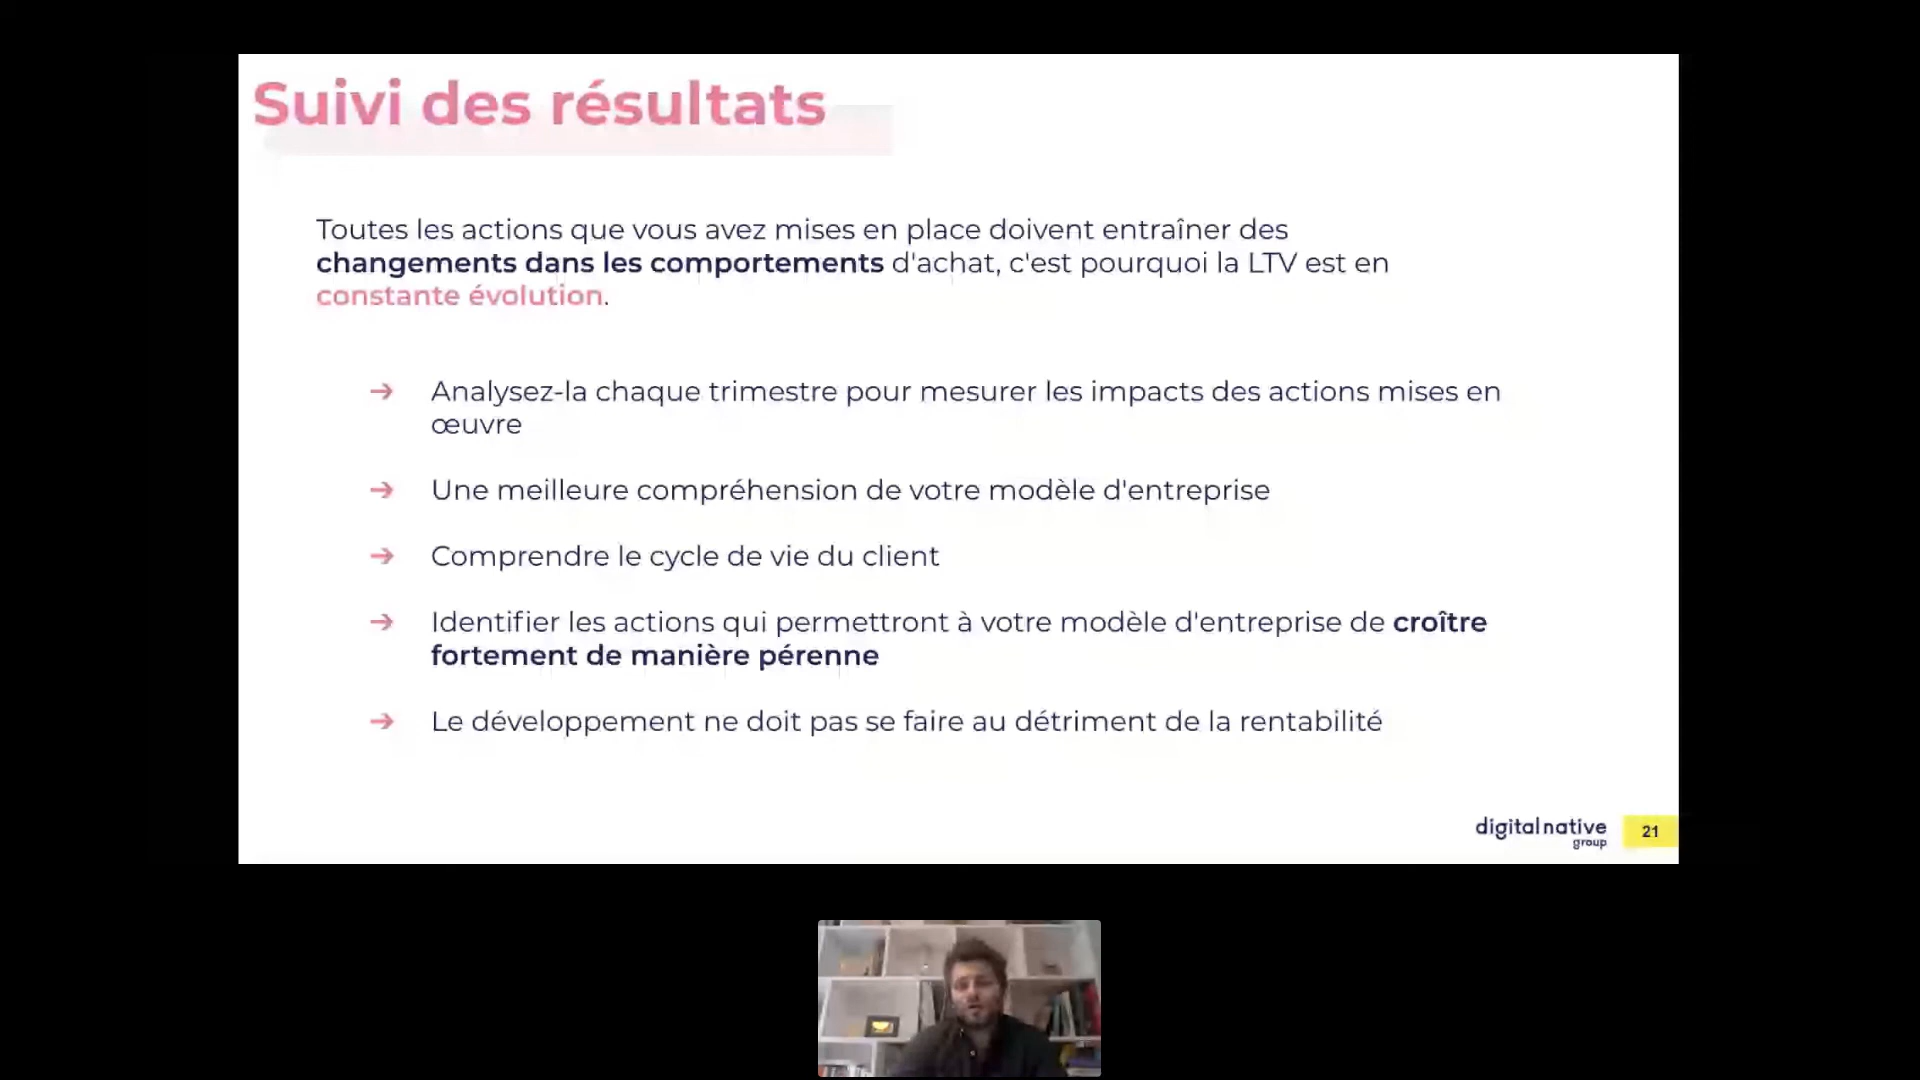 Suivi des résultats
Toutes les actions que vous avez mises en place doivent entraîner des
changements dans les comportements d'achat, c'est pourquoi la LTV est en
constante évolution.
➔ Analysez-la chaque trimestre pour mesurer les impacts des actions mises en
œuvre
➔ Une meilleure compréhension de votre modèle d'entreprise
➔ Comprendre le cycle de vie du client
➔ Identifier les actions qui permettront à votre modèle d'entreprise de croître
fortement de manière pérenne
➔ Le développement ne doit pas se faire au détriment de la rentabilité
digital native
group
21